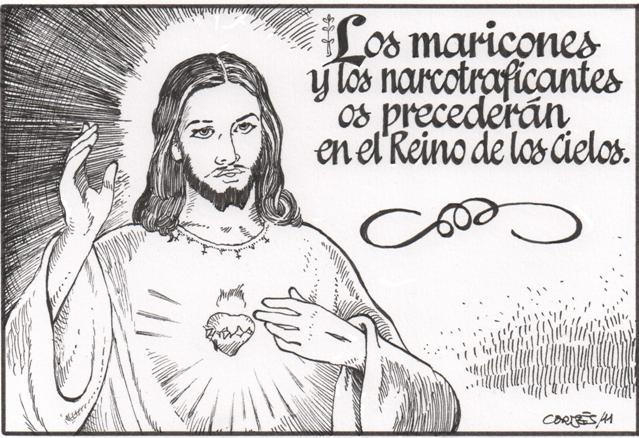 Los maricones
y los narcotraficantes
os precederán
en el Reino de los Cielos.
CORTÉS/11